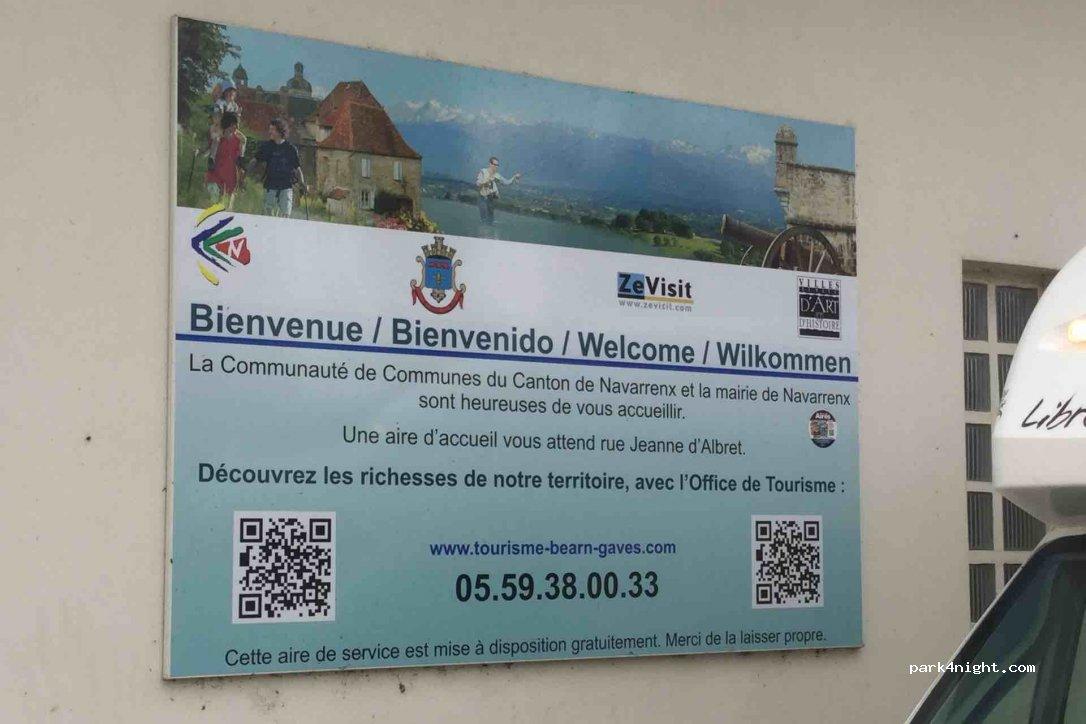 N
ZeVisit
www.zevisit.com
VILLES
D'ART
ET
D'HISTOIRE
Bienvenue / Bienvenido / Welcome / Wilkommen
La Communauté de Communes du Canton de Navarrenx et la mairie de Navarrenx
sont heureuses de vous accueillir.
Aires
Une aire d'accueil vous attend rue Jeanne d'Albret.
Découvrez les richesses de notre territoire, avec l'Office de Tourisme :
www.tourisme-bearn-gaves.com
05.59.38.00.33
Cette aire de service est mise à disposition gratuitement. Merci de la laisser propre.
Libr
park4night.com